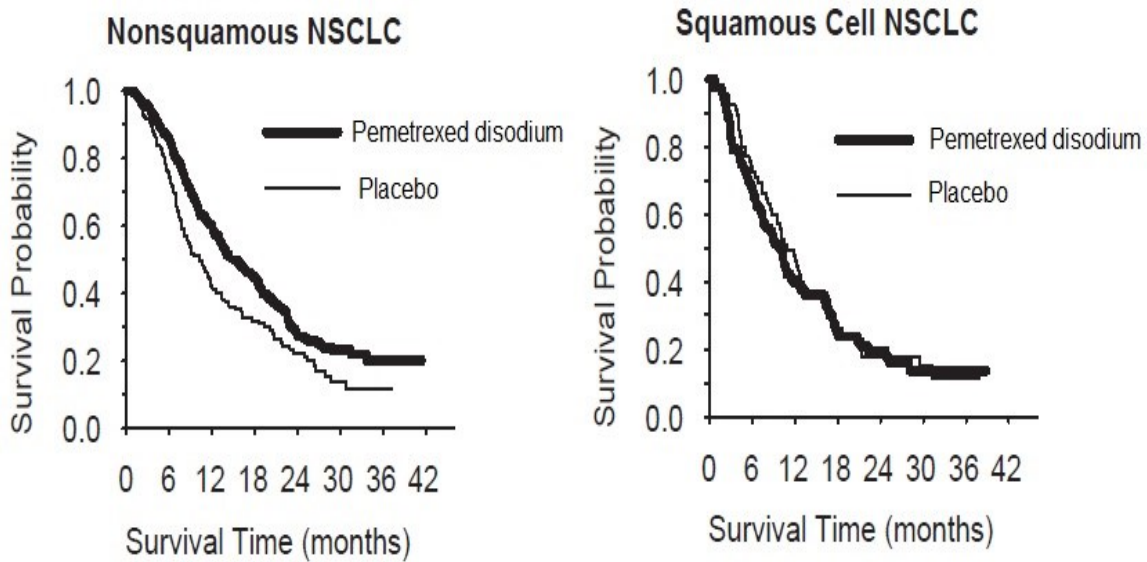 Nonsquamous NSCLC
Survival Probability
1.0
0.8
0.6
0.4
0.2
0.0
Pemetrexed disodium
Placebo
0 6 12 18 24 30 36 42
Survival Time (months)
Squamous Cell NSCLC
Survival Probability
1.0
0.8
0.6
0.4
0.2
0.0
Pemetrexed disodium
Placebo
0 6 12 18 24 30 36 42
Survival Time (months)